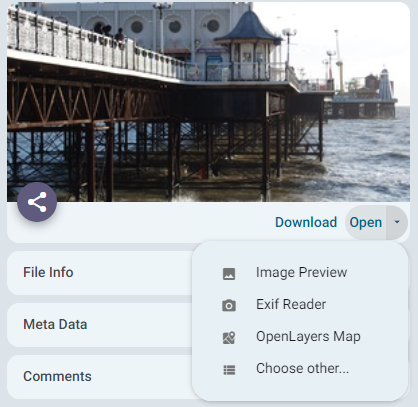 Download Open
File Info
Image Preview
Exif Reader
Meta Data
OpenLayers Map
Choose other...
Comments